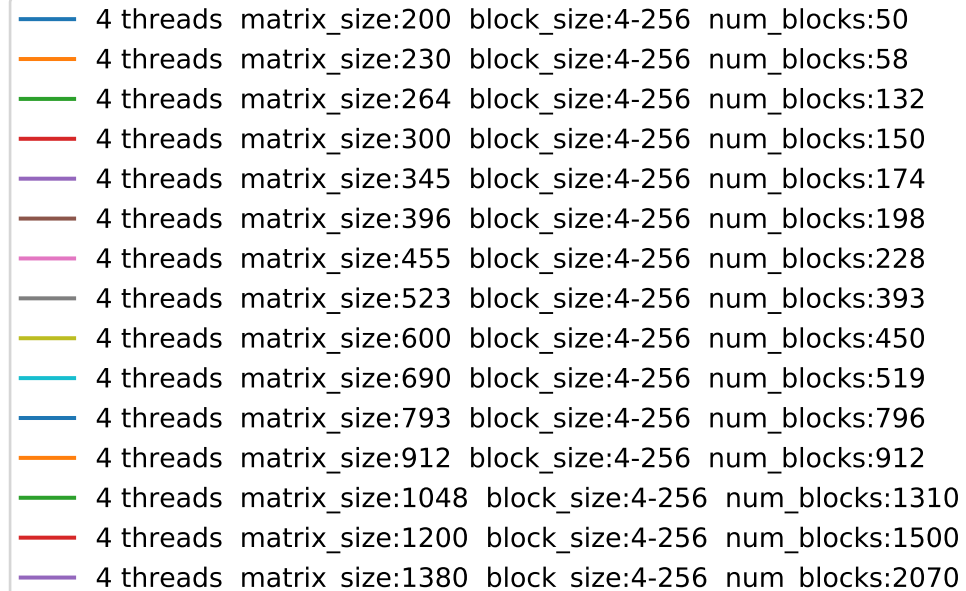 4 threads  matrix_size:200  block_size:4-256  num_blocks:50
4 threads  matrix_size:230  block_size:4-256  num_blocks:58
4 threads  matrix_size:264  block_size:4-256  num_blocks:132
4 threads  matrix_size:300  block_size:4-256  num_blocks:150
4 threads  matrix_size:345  block_size:4-256  num_blocks:174
4 threads  matrix_size:396  block_size:4-256  num_blocks:198
4 threads  matrix_size:455  block_size:4-256  num_blocks:228
4 threads  matrix_size:523  block_size:4-256  num_blocks:393
4 threads  matrix_size:600  block_size:4-256  num_blocks:450
4 threads  matrix_size:690  block_size:4-256  num_blocks:519
4 threads  matrix_size:793  block_size:4-256  num_blocks:796
4 threads  matrix_size:912  block_size:4-256  num_blocks:912
4 threads  matrix_size:1048  block_size:4-256  num_blocks:1310
4 threads  matrix_size:1200  block_size:4-256  num_blocks:1500
4 threads  matrix_size:1380  block_size:4-256  num_blocks:2070